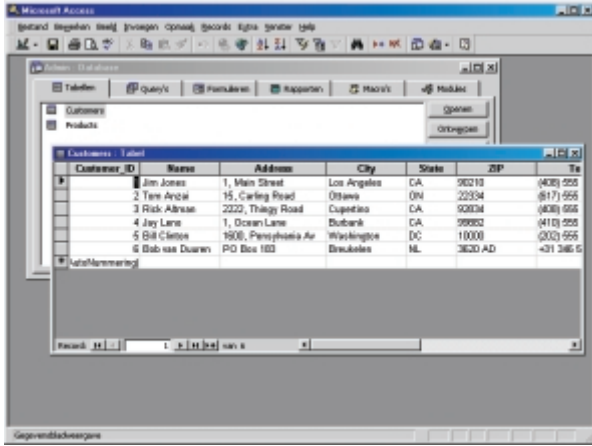 Microsoft Access
Bestand Bewerken Beeld Invoegen Opmaak Records Extra Venster Help
Admin : Database
Tabellen Query's Formulieren Rapporten Macro's Modules
Customers
Products
Openen
Ontwerpen
Customers : Tabel
Customer_ID Name Address City State ZIP Te
Jim Jones 1, Main Street Los Angeles CA 90210 (408) 555
2 Tom Anzai 15, Carling Road Ottawa ON 22334 (617) 555
3 Rick Altman 2222, Thingy Road Cupertino CA (408) 555
4 Jay Lane 1, Ocean Lane Burbank CA (410) 555
5 Bill Clinton 1600, Pensylvania Av Washington DC 10000 (202) 555
6 Bob van Duuren PO Box 103 Breukelen NL 3620 AD +31 346 5
AutoNummering)
Record: 1 van 6
Gegevensbladweergave